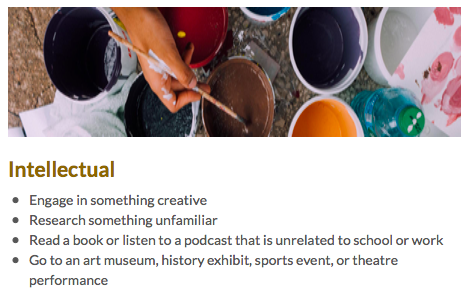 Intellectual
Engage in something creative
Research something unfamiliar
Read a book or listen to a podcast that is unrelated to school or work
Go to an art museum, history exhibit, sports event, or theatre
performance